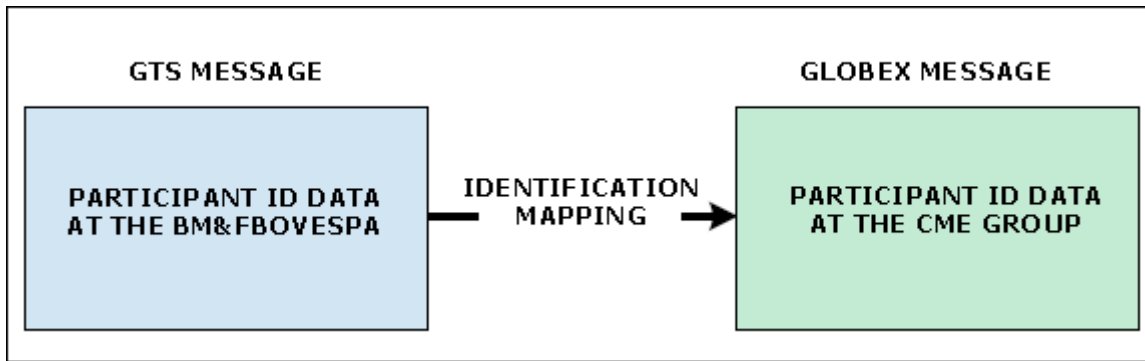 GTS MESSAGE
GLOBEX MESSAGE
PARTICIPANT ID DATA
AT THE BM&FBOVESPA
IDENTIFICATION
MAPPING
PARTICIPANT ID DATA
AT THE CME GROUP